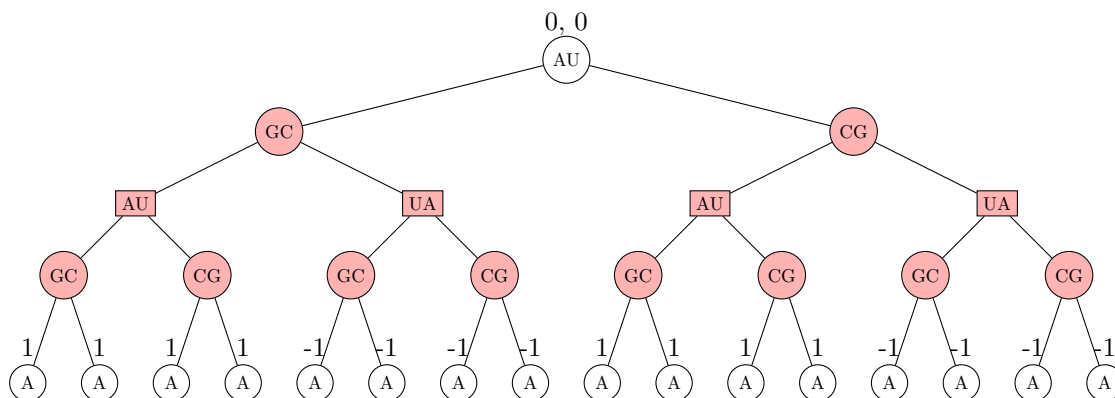 0, 0
AU
GC CG
AU UA AU UA
GC CG GC CG GC CG GC CG
1 1 1 1 -1 -1 -1 -1 1 1 1 1 -1 -1 -1 -1
A A A A A A A A A A A A A A A A